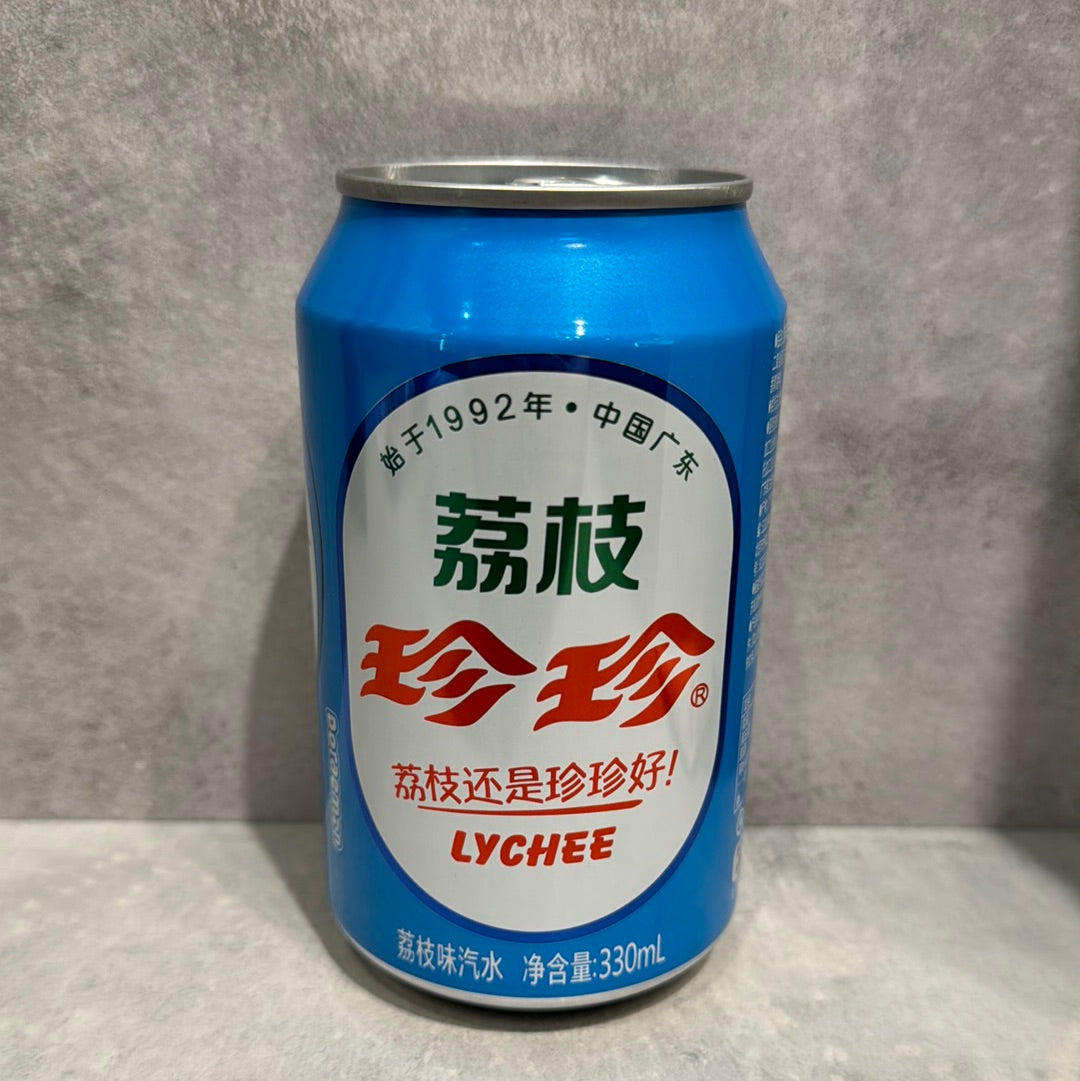 始于1992年·中国广东
荔枝
珍珍®
荔枝还是珍珍好!
LYCHEE
荔枝味汽水 净含量:330mL
Doraemon